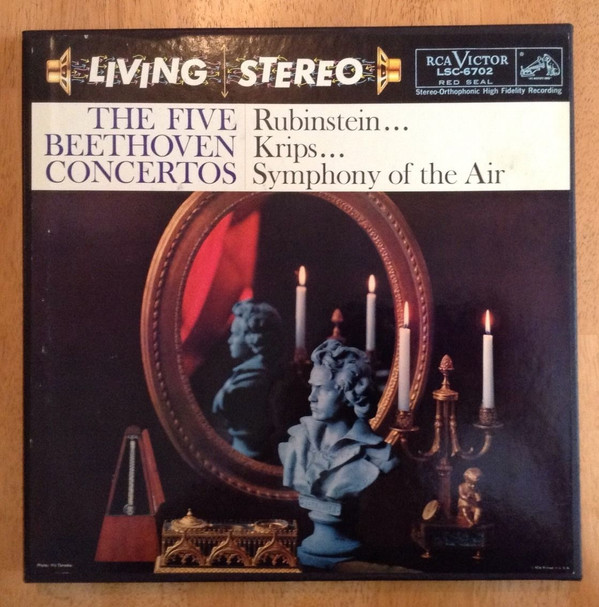 LIVING STEREO
RCA VICTOR
LSC-6702
RED SEAL
Stereo-Orthophonic High Fidelity Recording
THE FIVE
BEETHOVEN
CONCERTOS
Rubinstein...
Krips...
Symphony of the Air